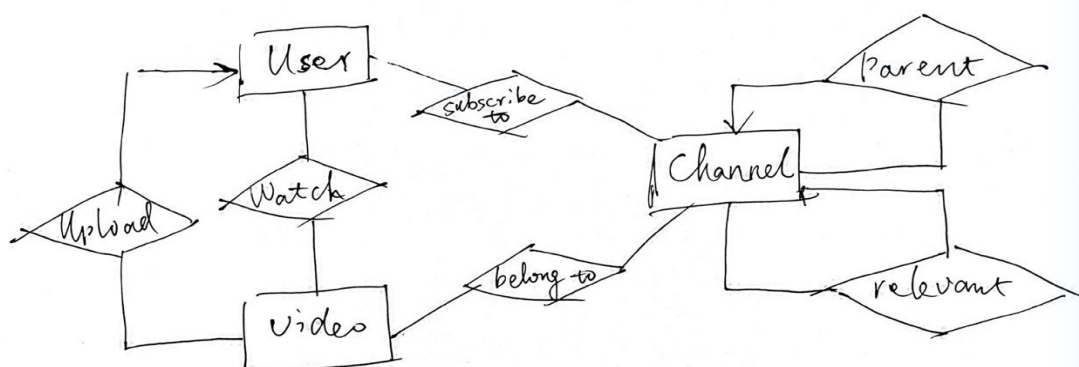 User
Parent
subscribe
to
Channel
Watch
Upload
belong to
relevant
video